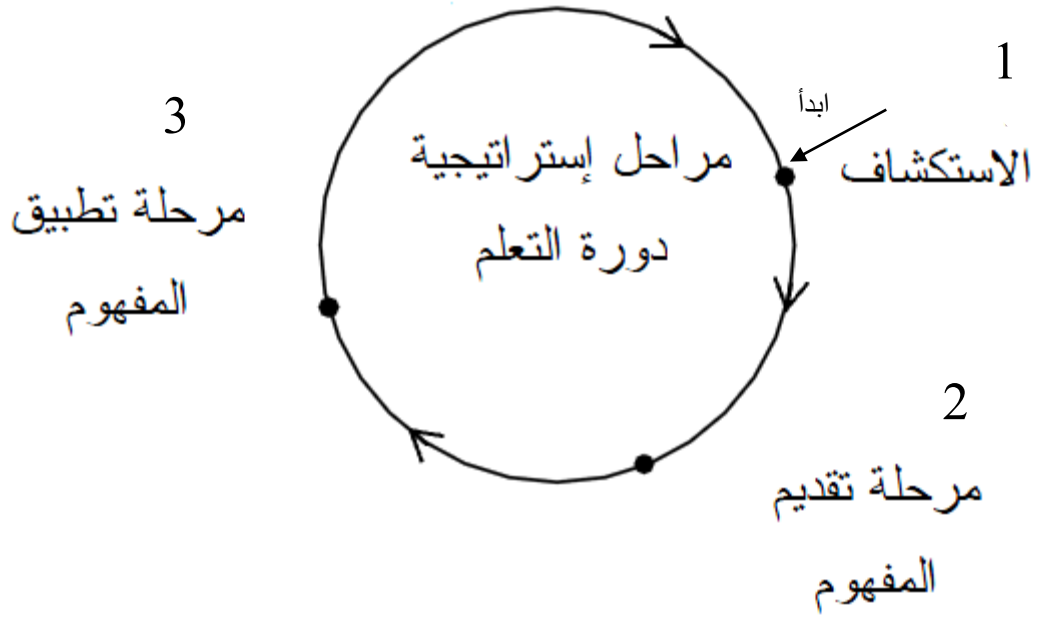 مراحل إستراتيجية
دورة التعلم
1
ابدأ
الاستكشاف
2
مرحلة تقديم
المفهوم
3
مرحلة تطبيق
المفهوم